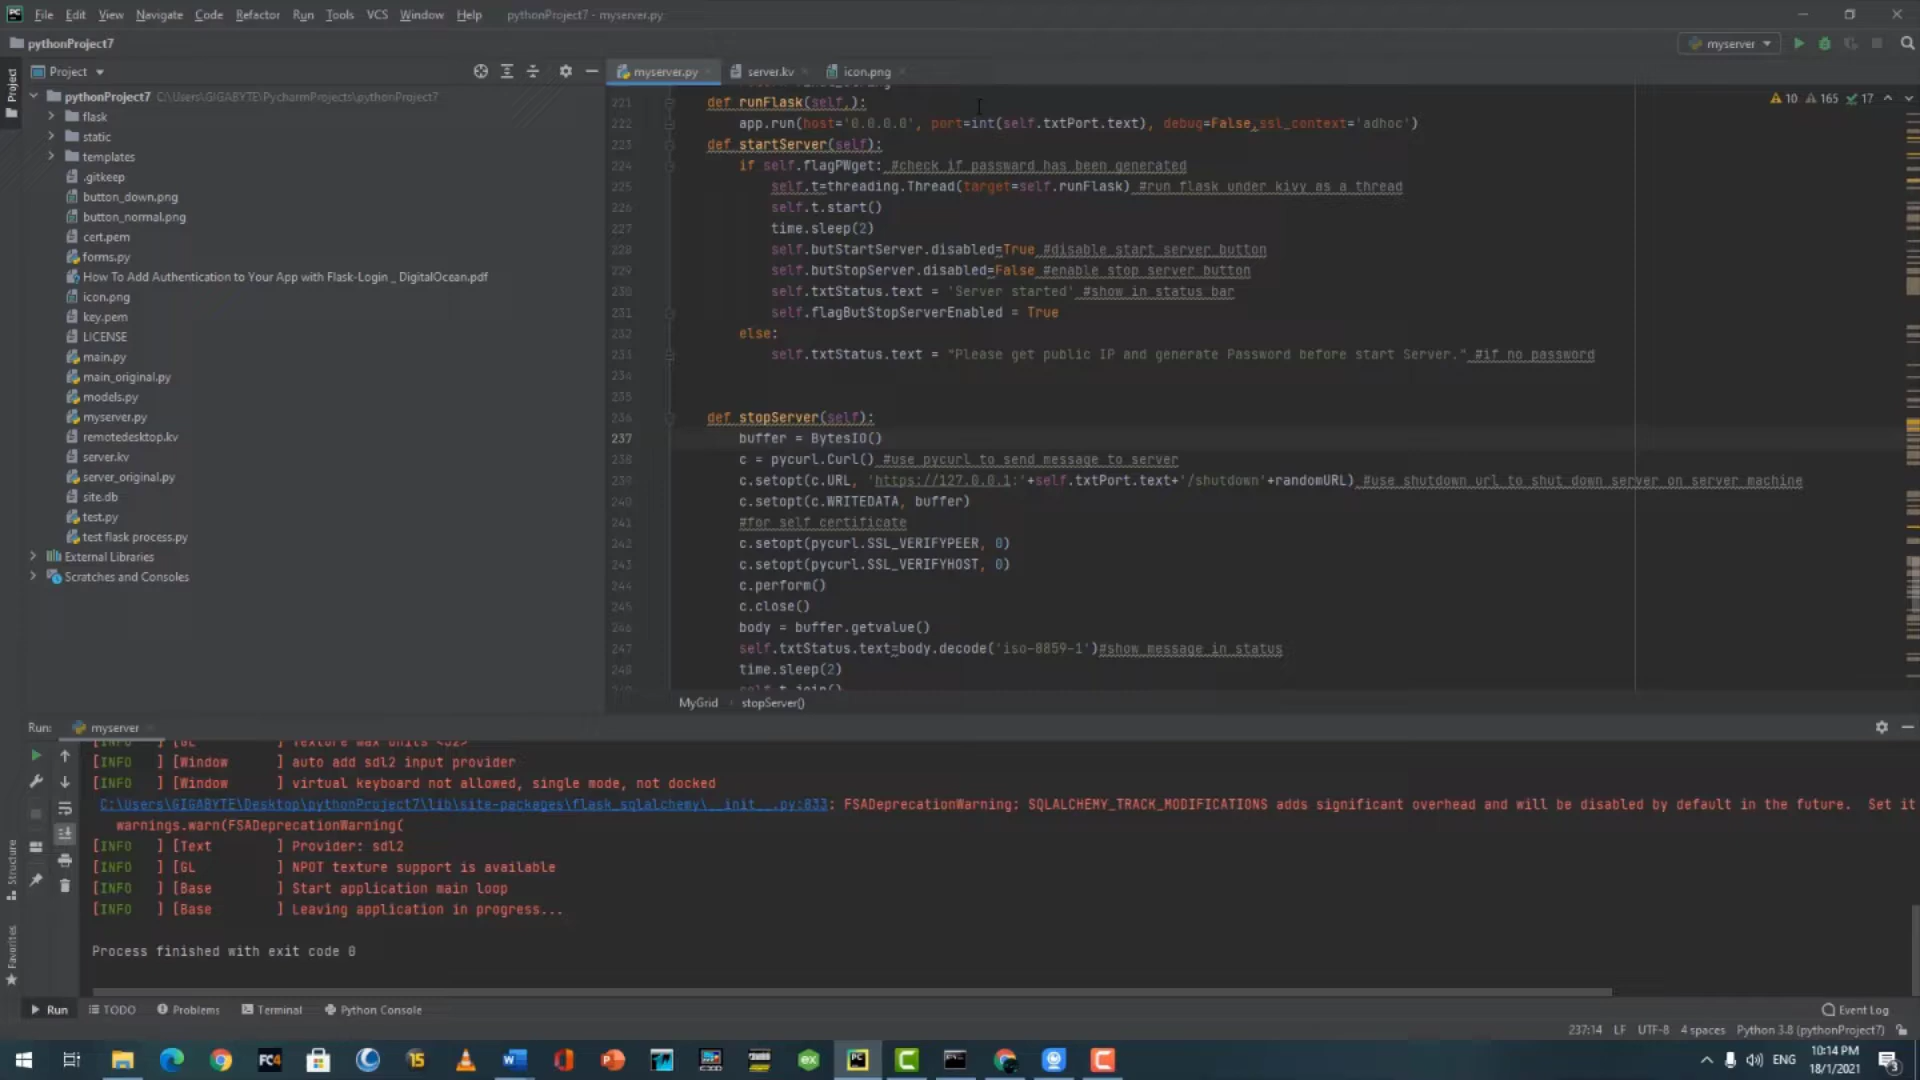 File Edit View Navigate Code Refactor Run Tools VCS Window Help pythonProject7 - myserver.py
pythonProject7
myserver
Project
myserver.py
server.kv
icon.png
pythonProject7 C:\Users\GIGABYTE\PycharmProjects\pythonProject7
flask
static
templates
.gitkeep
button_down.png
button_normal.png
cert.pem
forms.py
How To Add Authentication to Your App with Flask-Login _ DigitalOcean.pdf
icon.png
key.pem
LICENSE
main.py
main_original.py
models.py
myserver.py
remotedesktop.kv
server.kv
server_original.py
site.db
test.py
test flask process.py
External Libraries
Scratches and Consoles
10 165 17
221 def runFlask(self,):
222 app.run(host='0.0.0.0', port=int(self.txtPort.text), debug=False,ssl_context='adhoc')
223 def startServer(self):
224 if self.flagPWget: #check if passward has been generated
225 self.t=threading.Thread(target=self.runFlask) #run flask under kivy as a thread
226 self.t.start()
227 time.sleep(2)
228 self.butStartServer.disabled=True #disable start server button
229 self.butStopServer.disabled=False #enable stop server button
230 self.txtStatus.text = 'Server started' #show in status bar
231 self.flagButStopServerEnabled = True
232 else:
233 self.txtStatus.text = "Please get public IP and generate Password before start Server." #if no password
234
235
236 def stopServer(self):
237 buffer = BytesIO()
238 c = pycurl.Curl() #use pycurl to send message to server
239 c.setopt(c.URL, 'https://127.0.0.1:'+self.txtPort.text+'/shutdown'+randomURL) #use shutdown url to shut down server on server machine
240 c.setopt(c.WRITEDATA, buffer)
241 #for self certificate
242 c.setopt(pycurl.SSL_VERIFYPEER, 0)
243 c.setopt(pycurl.SSL_VERIFYHOST, 0)
244 c.perform()
245 c.close()
246 body = buffer.getvalue()
247 self.txtStatus.text=body.decode('iso-8859-1')#show message in status
248 time.sleep(2)
MyGrid stopServer()
Run: myserver
[INFO ] [GL ] Texture max units <32>
[INFO ] [Window ] auto add sdl2 input provider
[INFO ] [Window ] virtual keyboard not allowed, single mode, not docked
C:\Users\GIGABYTE\Desktop\pythonProject7\lib\site-packages\flask_sqlalchemy\__init__.py:833: FSADeprecationWarning: SQLALCHEMY_TRACK_MODIFICATIONS adds significant overhead and will be disabled by default in the future. Set it
warnings.warn(FSADeprecationWarning(
[INFO ] [Text ] Provider: sdl2
[INFO ] [GL ] NPOT texture support is available
[INFO ] [Base ] Start application main loop
[INFO ] [Base ] Leaving application in progress...
Process finished with exit code 0
Structure
Favorites
Run TODO Problems Terminal Python Console
Event Log
237:14 LF UTF-8 4 spaces Python 3.8 (pythonProject7)
ENG
10:14 PM
18/1/2021